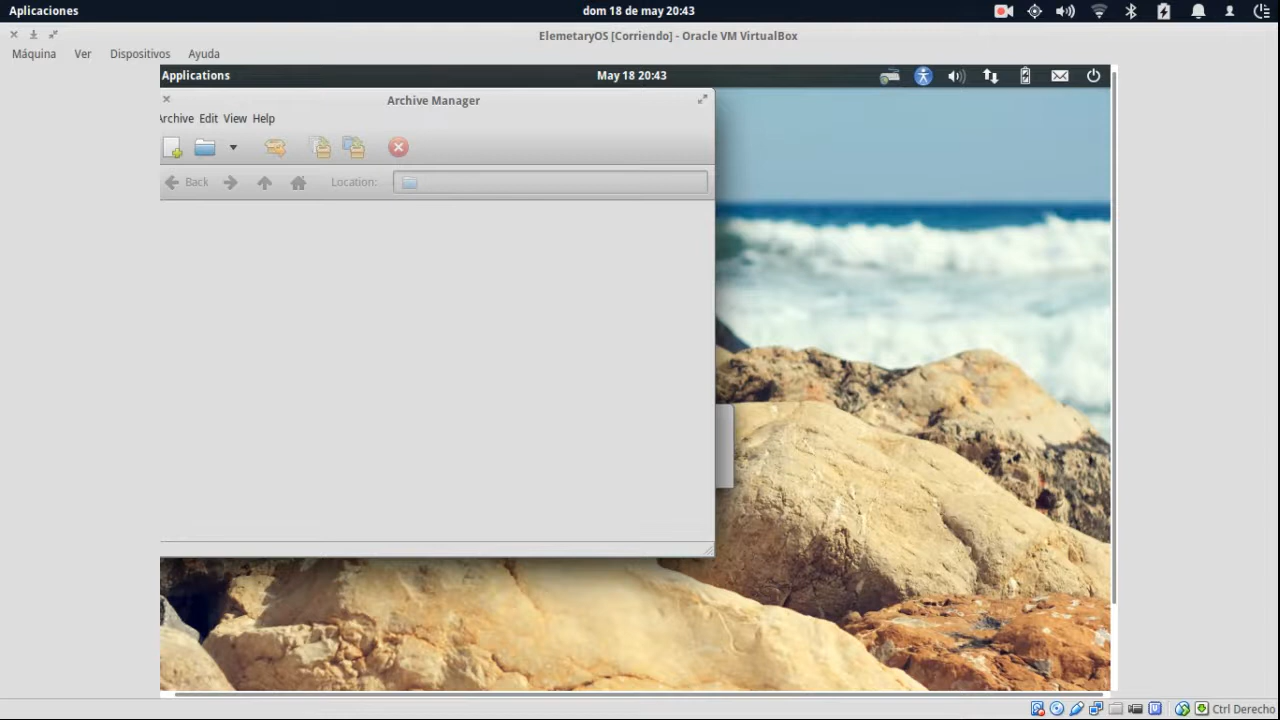 Aplicaciones
dom 18 de may 20:43
ElemetaryOS [Corriendo] - Oracle VM VirtualBox
Máquina Ver Dispositivos Ayuda
Applications
May 18 20:43
Archive Manager
Archive Edit View Help
Back
Location:
Ctrl Derecho